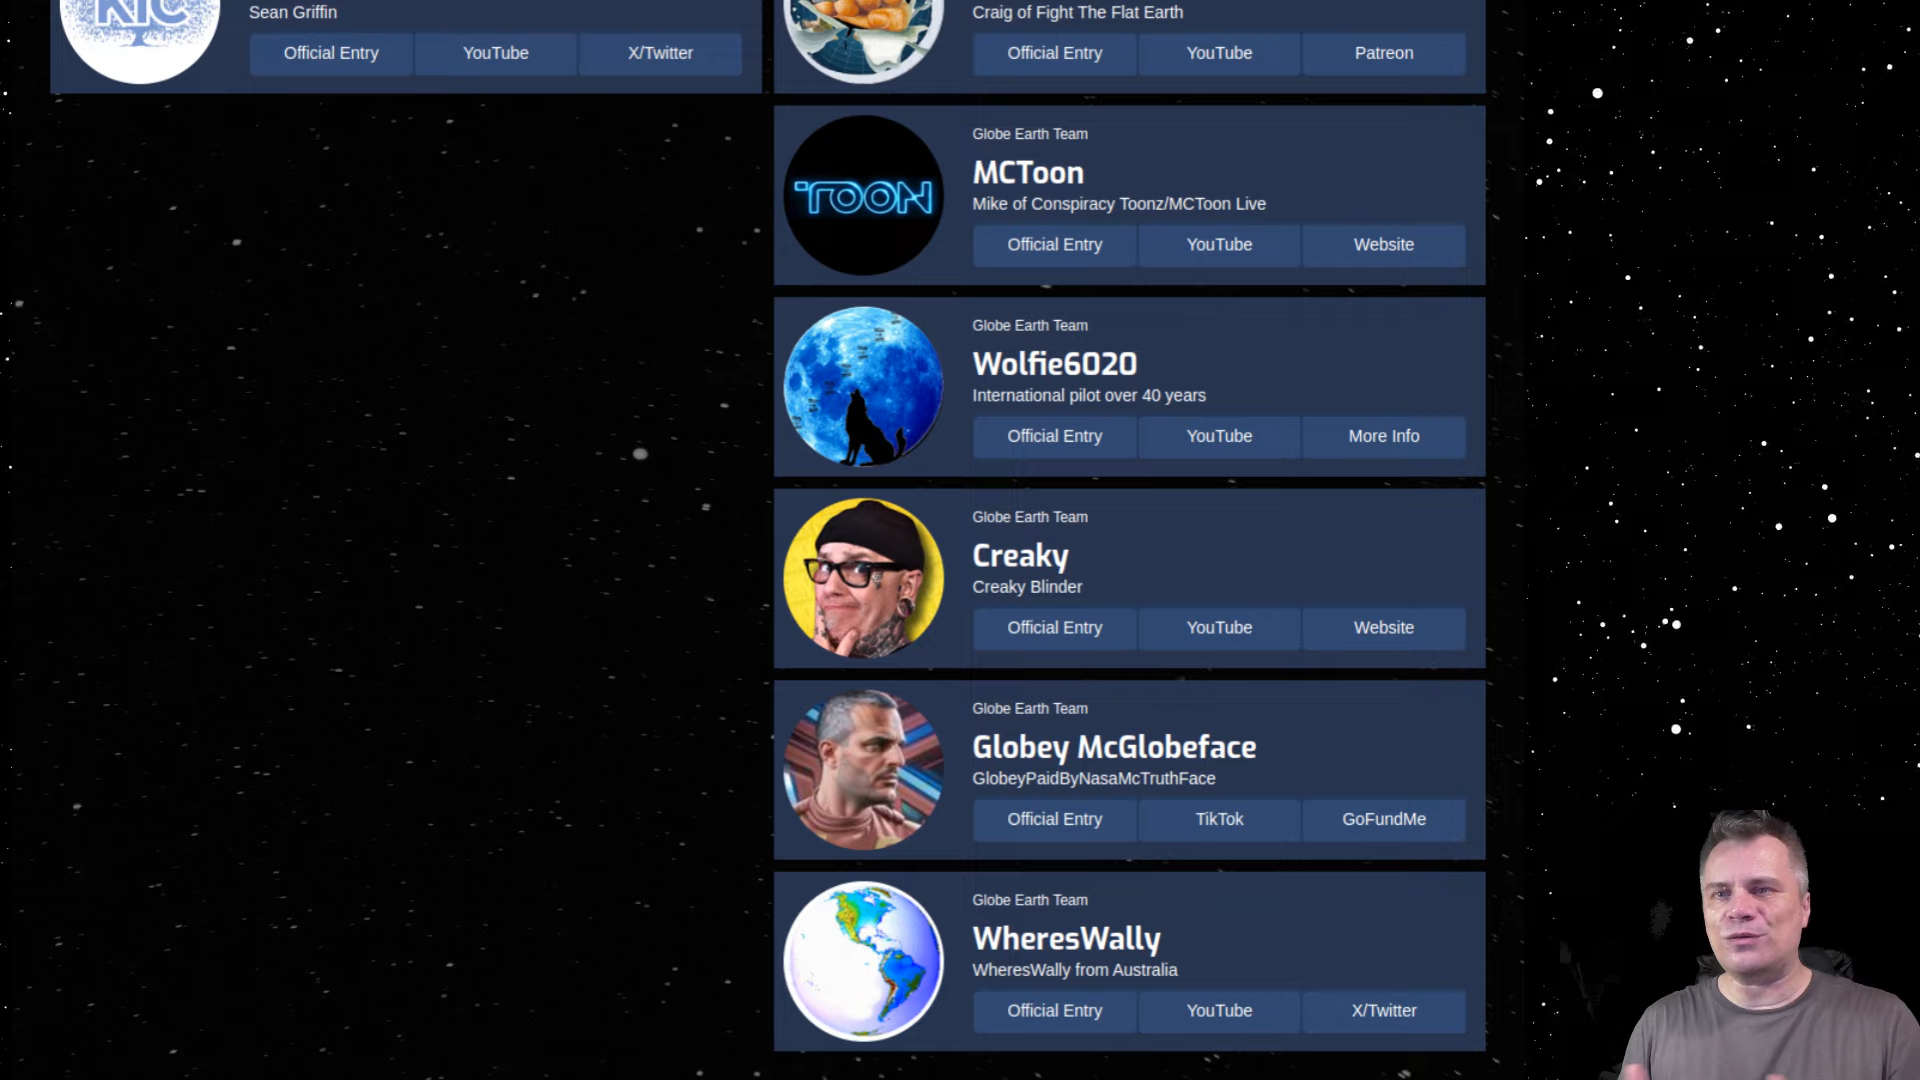 KTC
Sean Griffin
Official Entry
YouTube
X/Twitter
Craig of Fight The Flat Earth
Official Entry
YouTube
Patreon
TOON
Globe Earth Team
MCToon
Mike of Conspiracy Toonz/MCToon Live
Official Entry
YouTube
Website
Globe Earth Team
Wolfie6020
International pilot over 40 years
Official Entry
YouTube
More Info
Globe Earth Team
Creaky
Creaky Blinder
Official Entry
YouTube
Website
Globe Earth Team
Globey McGlobeface
GlobeyPaidByNasaMcTruthFace
Official Entry
TikTok
GoFundMe
Globe Earth Team
WheresWally
WheresWally from Australia
Official Entry
YouTube
X/Twitter